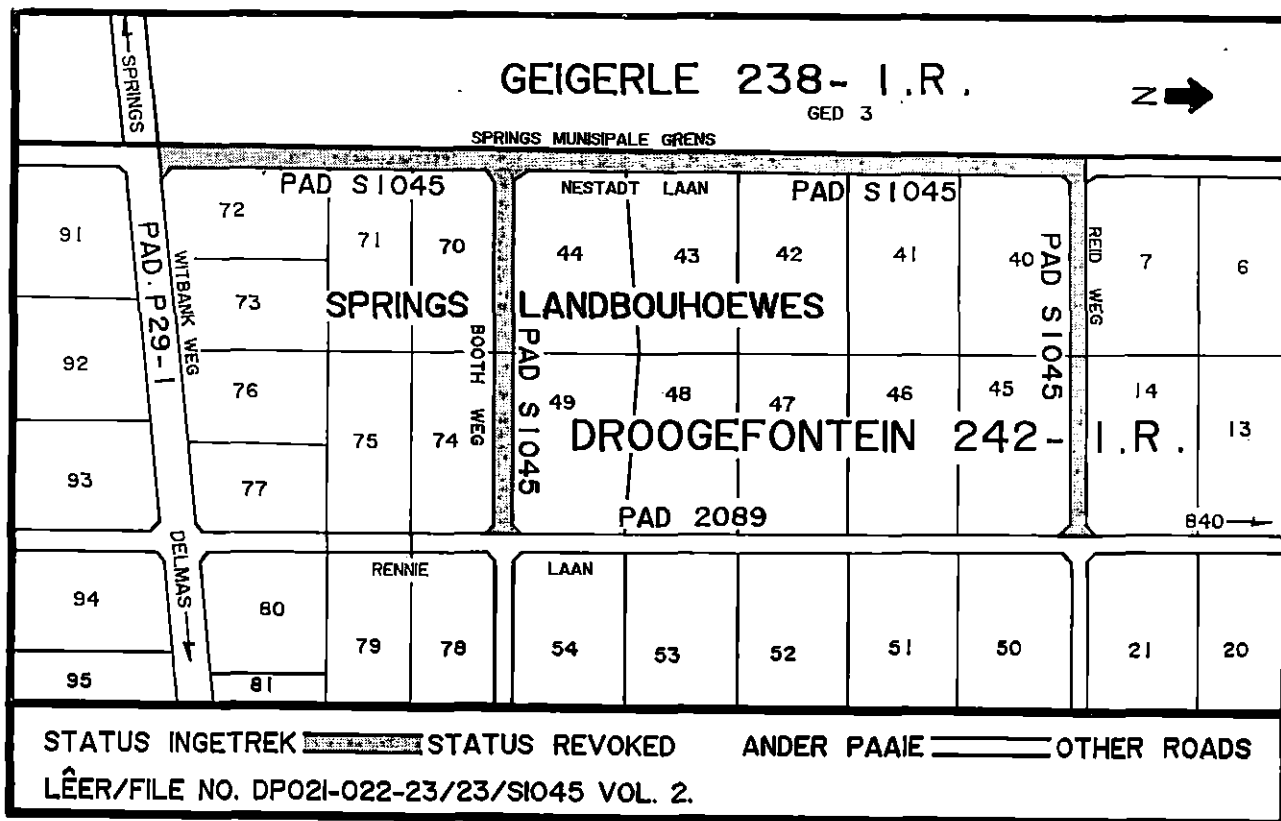 SPRINGS
GEIGERLE 238- I.R.
GED 3
N
SPRINGS MUNISIPALE GRENS
PAD S1045
NESTADT LAAN
PAD S1045
91
72
71
70
44
43
42
41
40
7
6
PAD. P29-1
WITBANK WEG
REID WEG
PAD S1045
73
SPRINGS LANDBOUHOEWES
BOOTH WEG
PAD S1045
92
76
75
74
49
48
47
46
45
14
13
DROOGEFONTEIN 242- I.R.
93
77
PAD 2089
840
DELMAS
RENNIE LAAN
94
80
79
78
54
53
52
51
50
21
20
95
81
STATUS INGETREK STATUS REVOKED ANDER PAAIE OTHER ROADS
LÊER/FILE NO. DP021-022-23/23/S1045 VOL. 2.